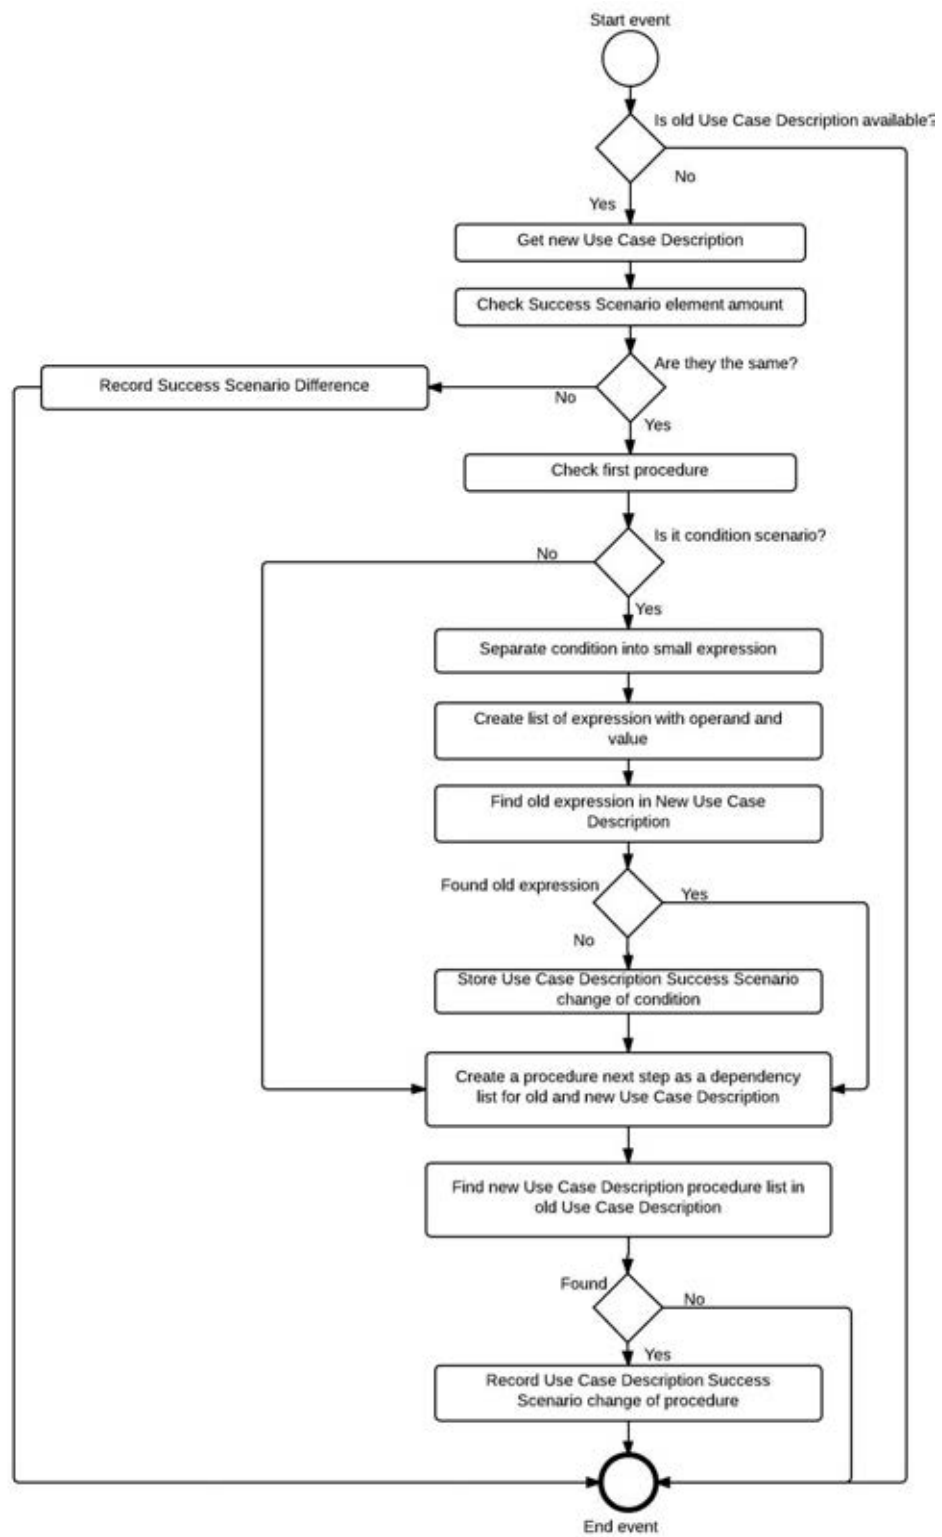 Start event
Is old Use Case Description available?
No
Yes
Get new Use Case Description
Check Success Scenario element amount
Are they the same?
Record Success Scenario Difference
No
Yes
Check first procedure
Is it condition scenario?
No
Yes
Separate condition into small expression
Create list of expression with operand and
value
Find old expression in New Use Case
Description
Found old expression
Yes
No
Store Use Case Description Success Scenario
change of condition
Create a procedure next step as a dependency
list for old and new Use Case Description
Find new Use Case Description procedure list in
old Use Case Description
Found
No
Yes
Record Use Case Description Success
Scenario change of procedure
End event